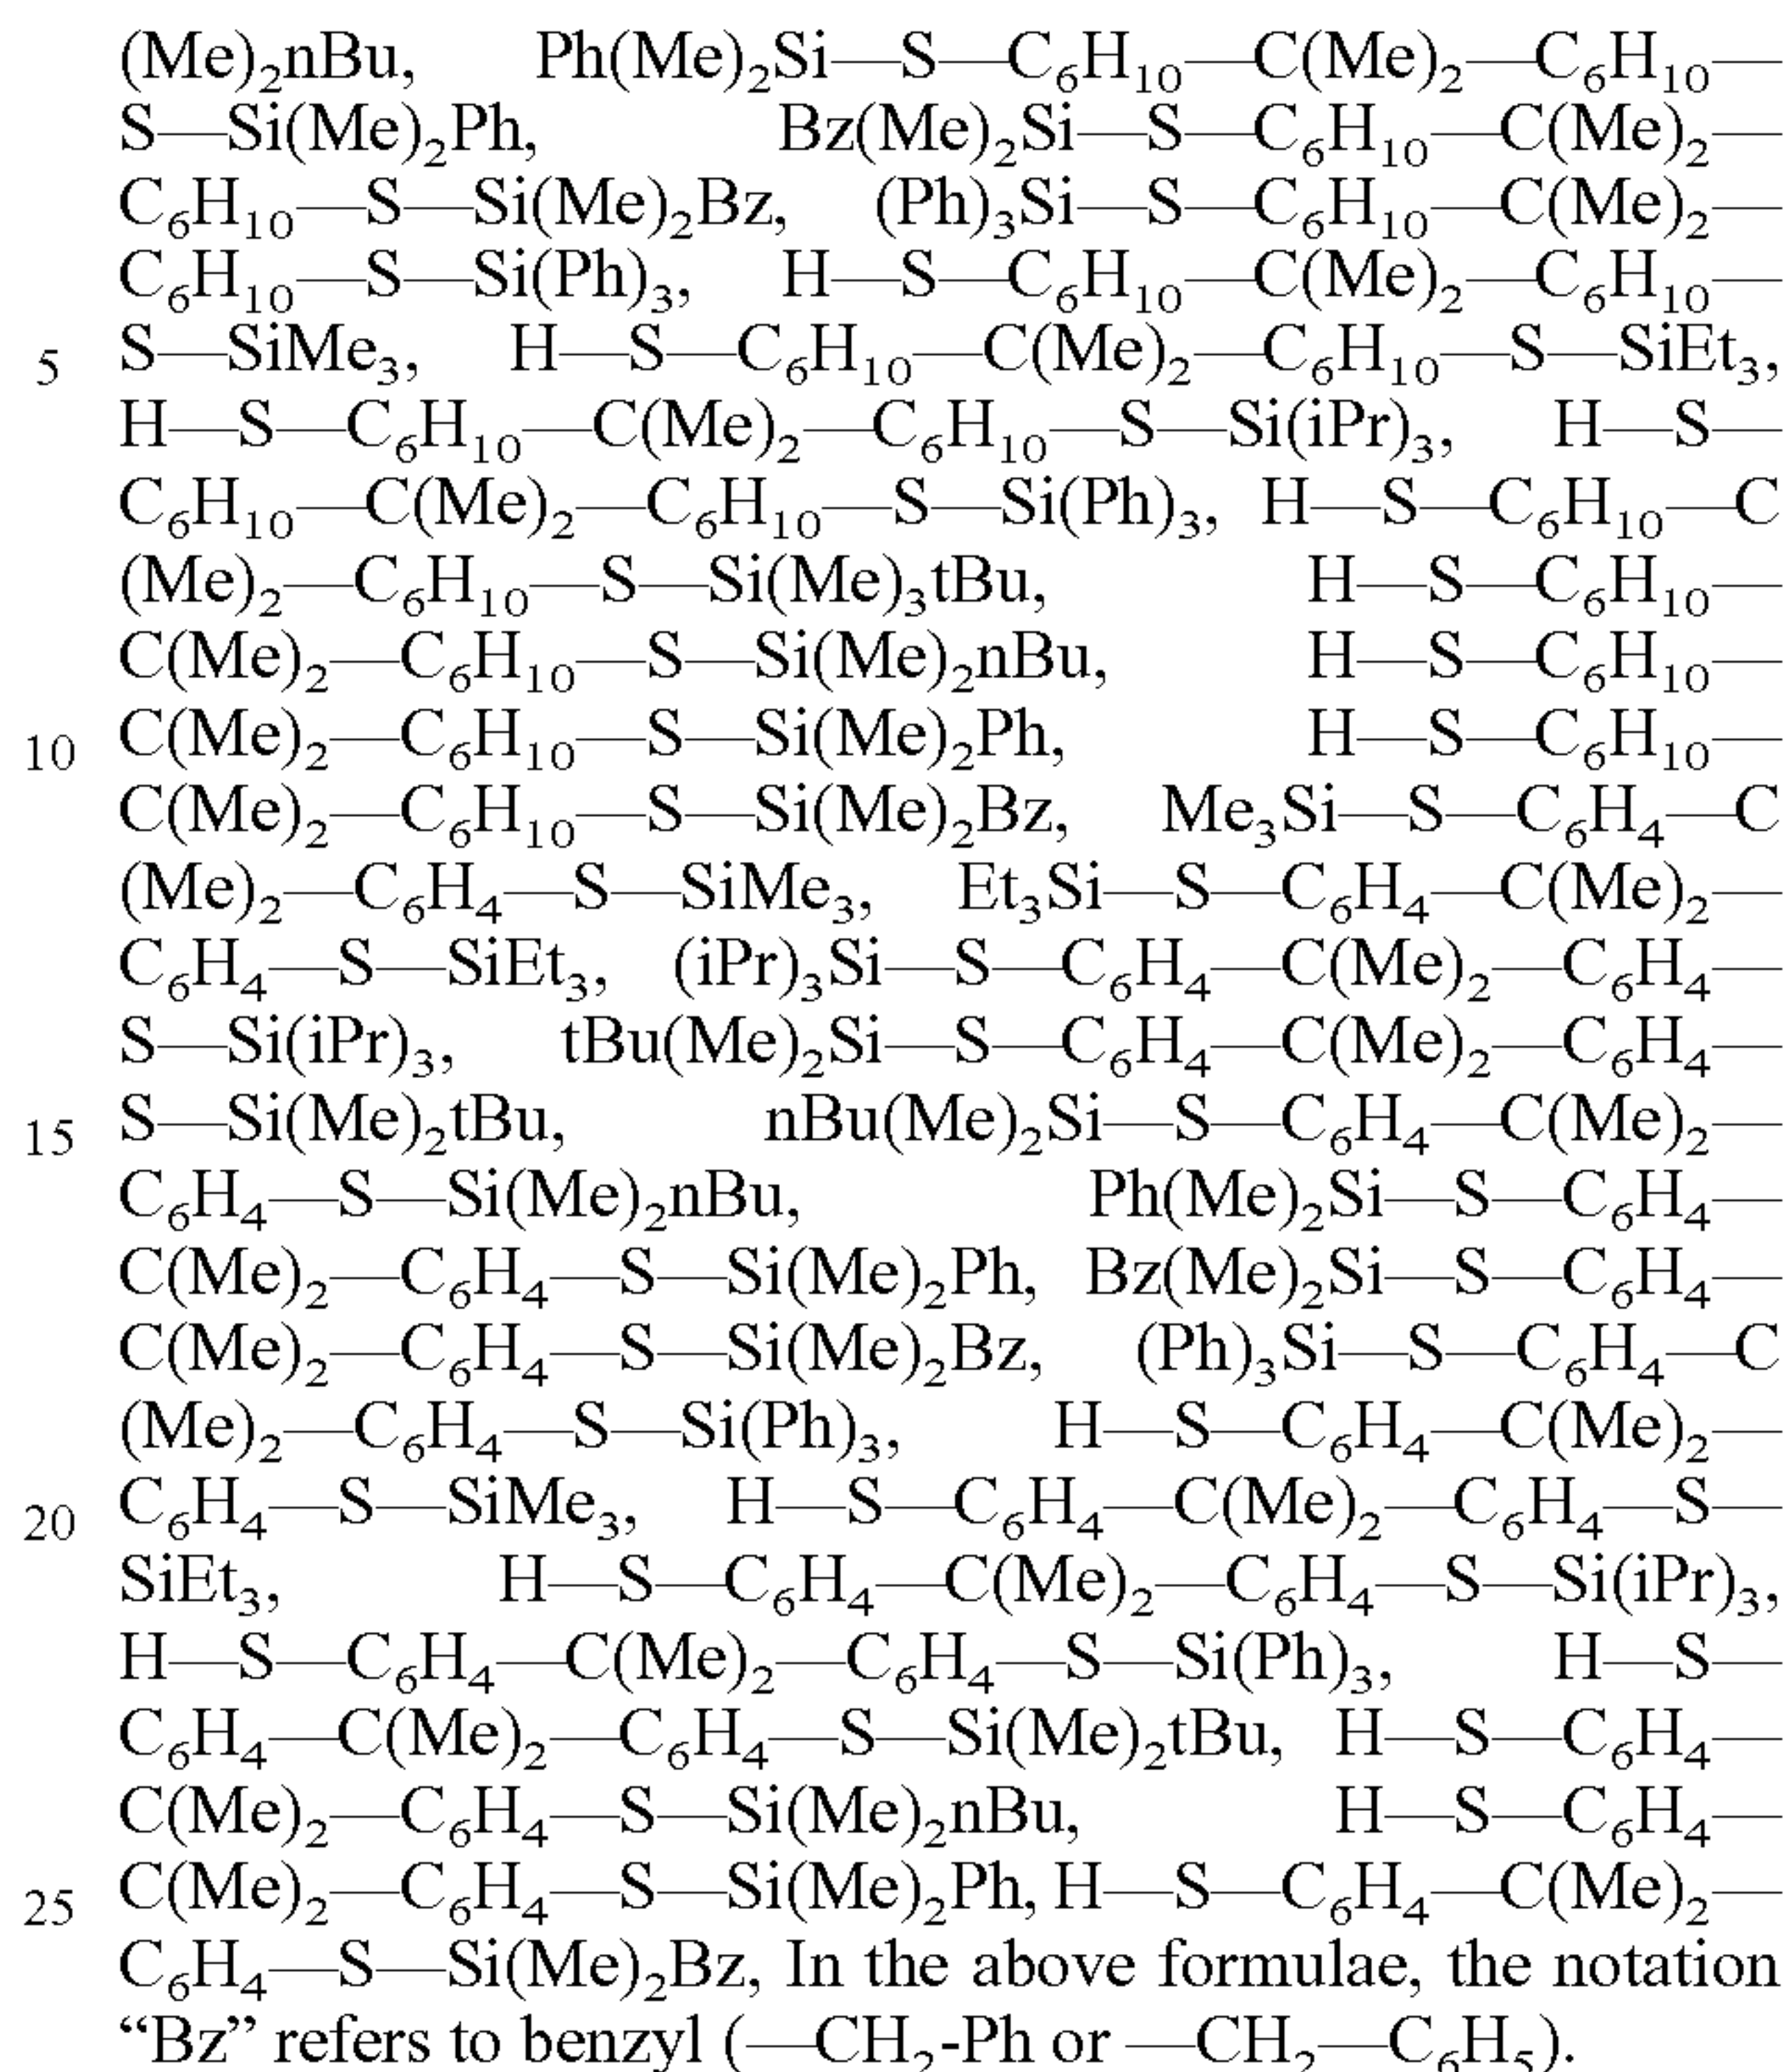 (Me)₂nBu, Ph(Me)₂Si—S—C₆H₁₀—C(Me)₂—C₆H₁₀—
S—Si(Me)₂Ph, Bz(Me)₂Si—S—C₆H₁₀—C(Me)₂—
C₆H₁₀—S—Si(Me)₂Bz, (Ph)₃Si—S—C₆H₁₀—C(Me)₂—
C₆H₁₀—S—Si(Ph)₃, H—S—C₆H₁₀—C(Me)₂—C₆H₁₀—
5 S—SiMe₃, H—S—C₆H₁₀—C(Me)₂—C₆H₁₀—S—SiEt₃,
H—S—C₆H₁₀—C(Me)₂—C₆H₁₀—S—Si(iPr)₃, H—S—
C₆H₁₀—C(Me)₂—C₆H₁₀—S—Si(Ph)₃, H—S—C₆H₁₀—C
(Me)₂—C₆H₁₀—S—Si(Me)₃tBu, H—S—C₆H₁₀—
C(Me)₂—C₆H₁₀—S—Si(Me)₂nBu, H—S—C₆H₁₀—
10 C(Me)₂—C₆H₁₀—S—Si(Me)₂Ph, H—S—C₆H₁₀—
C(Me)₂—C₆H₁₀—S—Si(Me)₂Bz, Me₃Si—S—C₆H₄—C
(Me)₂—C₆H₄—S—SiMe₃, Et₃Si—S—C₆H₄—C(Me)₂—
C₆H₄—S—SiEt₃, (iPr)₃Si—S—C₆H₄—C(Me)₂—C₆H₄—
S—Si(iPr)₃, tBu(Me)₂Si—S—C₆H₄—C(Me)₂—C₆H₄—
15 S—Si(Me)₂tBu, nBu(Me)₂Si—S—C₆H₄—C(Me)₂—
C₆H₄—S—Si(Me)₂nBu, Ph(Me)₂Si—S—C₆H₄—
C(Me)₂—C₆H₄—S—Si(Me)₂Ph, Bz(Me)₂Si—S—C₆H₄—
C(Me)₂—C₆H₄—S—Si(Me)₂Bz, (Ph)₃Si—S—C₆H₄—C
(Me)₂—C₆H₄—S—Si(Ph)₃, H—S—C₆H₄—C(Me)₂—
20 C₆H₄—S—SiMe₃, H—S—C₆H₄—C(Me)₂—C₆H₄—S—
SiEt₃, H—S—C₆H₄—C(Me)₂—C₆H₄—S—Si(iPr)₃,
H—S—C₆H₄—C(Me)₂—C₆H₄—S—Si(Ph)₃, H—S—
C₆H₄—C(Me)₂—C₆H₄—S—Si(Me)₂tBu, H—S—C₆H₄—
C(Me)₂—C₆H₄—S—Si(Me)₂nBu, H—S—C₆H₄—
25 C(Me)₂—C₆H₄—S—Si(Me)₂Ph, H—S—C₆H₄—C(Me)₂—
C₆H₄—S—Si(Me)₂Bz, In the above formulae, the notation
“Bz” refers to benzyl (—CH₂-Ph or —CH₂—C₆H₅).